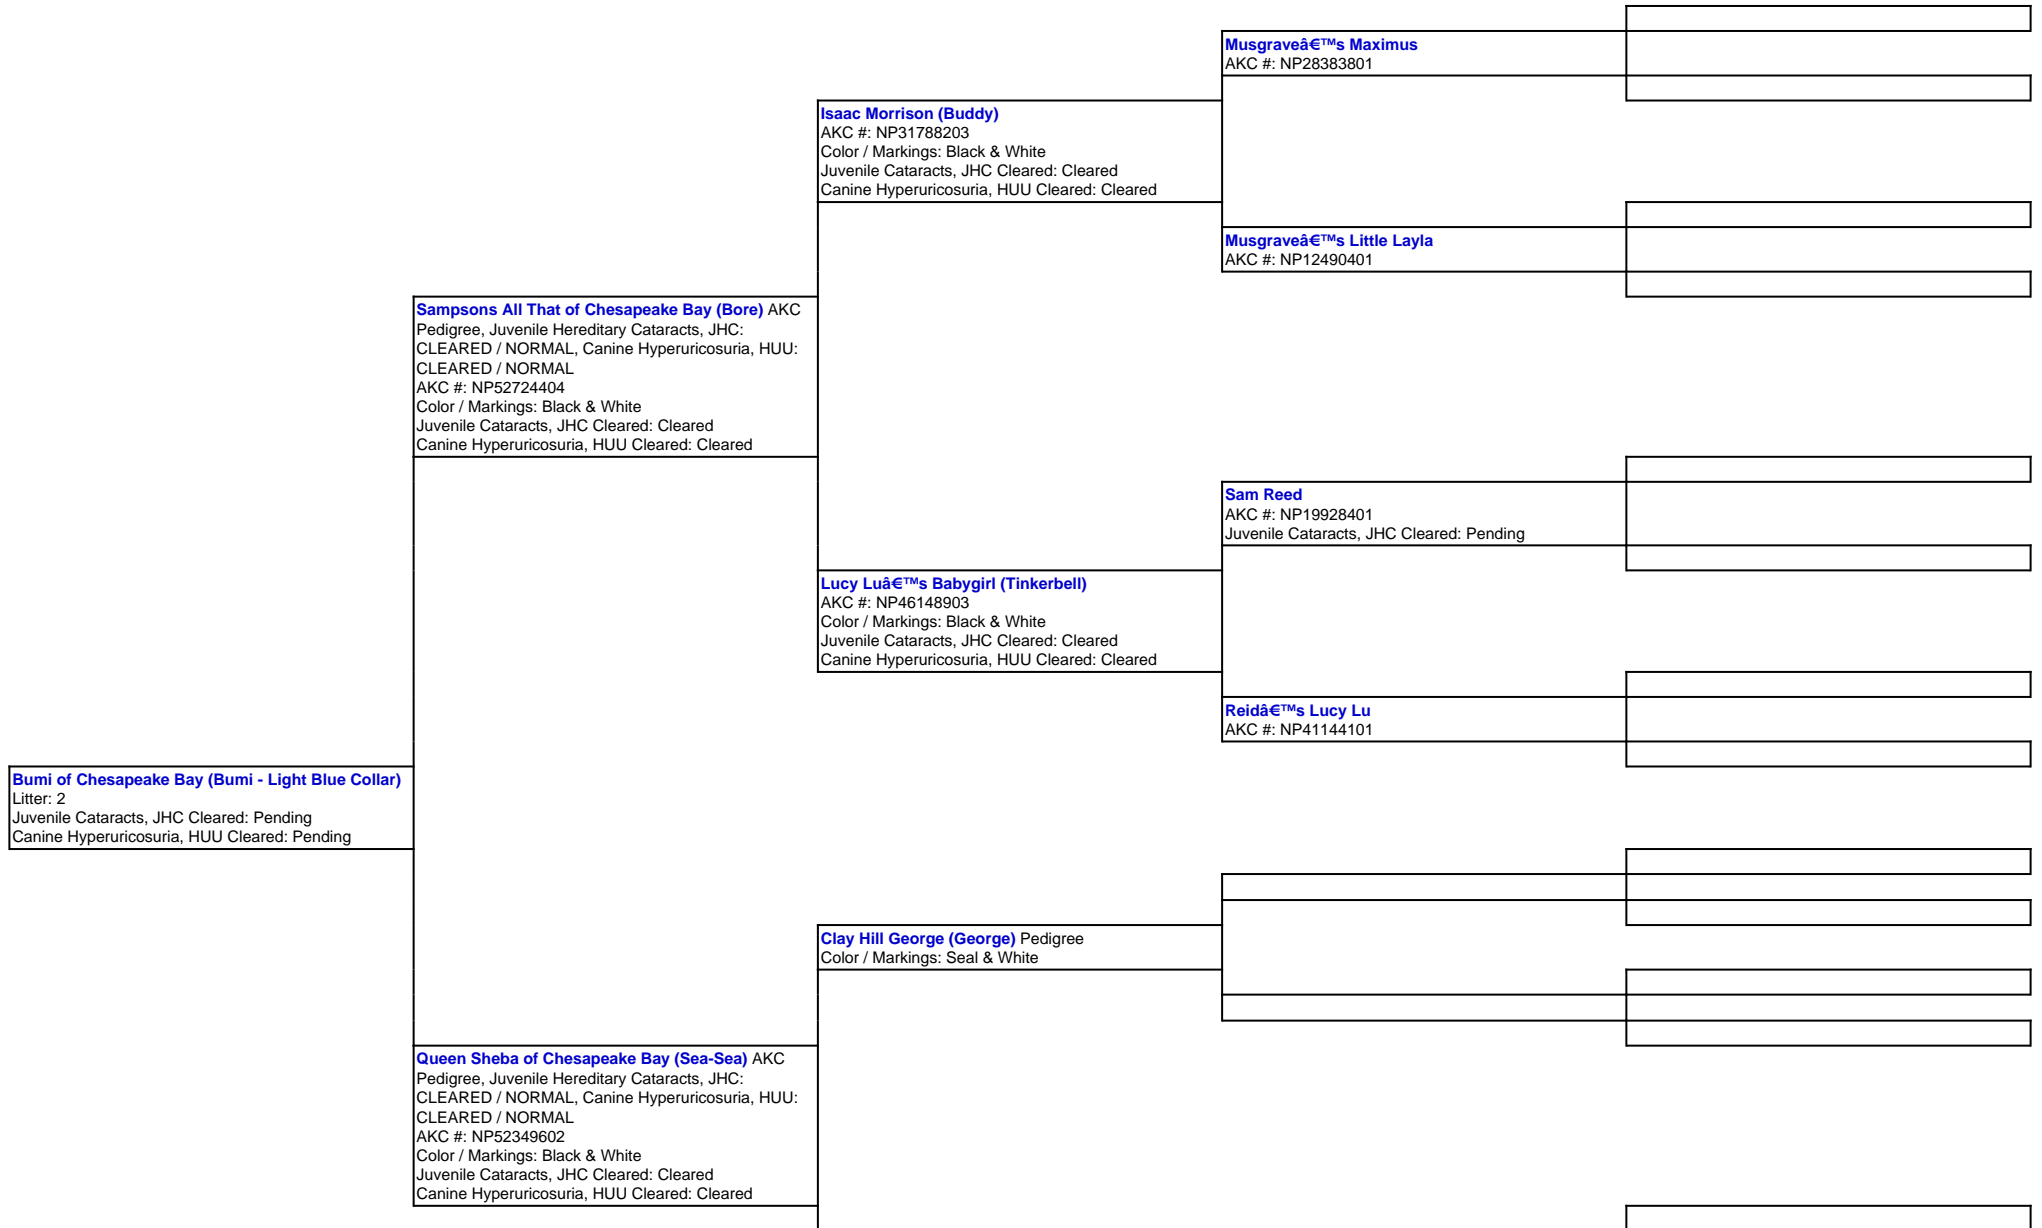 Musgraveâ€™s Maximus
AKC #: NP28383801
Isaac Morrison (Buddy)
AKC #: NP31788203
Color / Markings: Black & White
Juvenile Cataracts, JHC Cleared: Cleared
Canine Hyperuricosuria, HUU Cleared: Cleared
Musgraveâ€™s Little Layla
AKC #: NP12490401
Sampsons All That of Chesapeake Bay (Bore) AKC
Pedigree, Juvenile Hereditary Cataracts, JHC:
CLEARED / NORMAL, Canine Hyperuricosuria, HUU:
CLEARED / NORMAL
AKC #: NP52724404
Color / Markings: Black & White
Juvenile Cataracts, JHC Cleared: Cleared
Canine Hyperuricosuria, HUU Cleared: Cleared
Sam Reed
AKC #: NP19928401
Juvenile Cataracts, JHC Cleared: Pending
Lucy Luâ€™s Babygirl (Tinkerbell)
AKC #: NP46148903
Color / Markings: Black & White
Juvenile Cataracts, JHC Cleared: Cleared
Canine Hyperuricosuria, HUU Cleared: Cleared
Reidâ€™s Lucy Lu
AKC #: NP41144101
Bumi of Chesapeake Bay (Bumi - Light Blue Collar)
Litter: 2
Juvenile Cataracts, JHC Cleared: Pending
Canine Hyperuricosuria, HUU Cleared: Pending
Clay Hill George (George) Pedigree
Color / Markings: Seal & White
Queen Sheba of Chesapeake Bay (Sea-Sea) AKC
Pedigree, Juvenile Hereditary Cataracts, JHC:
CLEARED / NORMAL, Canine Hyperuricosuria, HUU:
CLEARED / NORMAL
AKC #: NP52349602
Color / Markings: Black & White
Juvenile Cataracts, JHC Cleared: Cleared
Canine Hyperuricosuria, HUU Cleared: Cleared